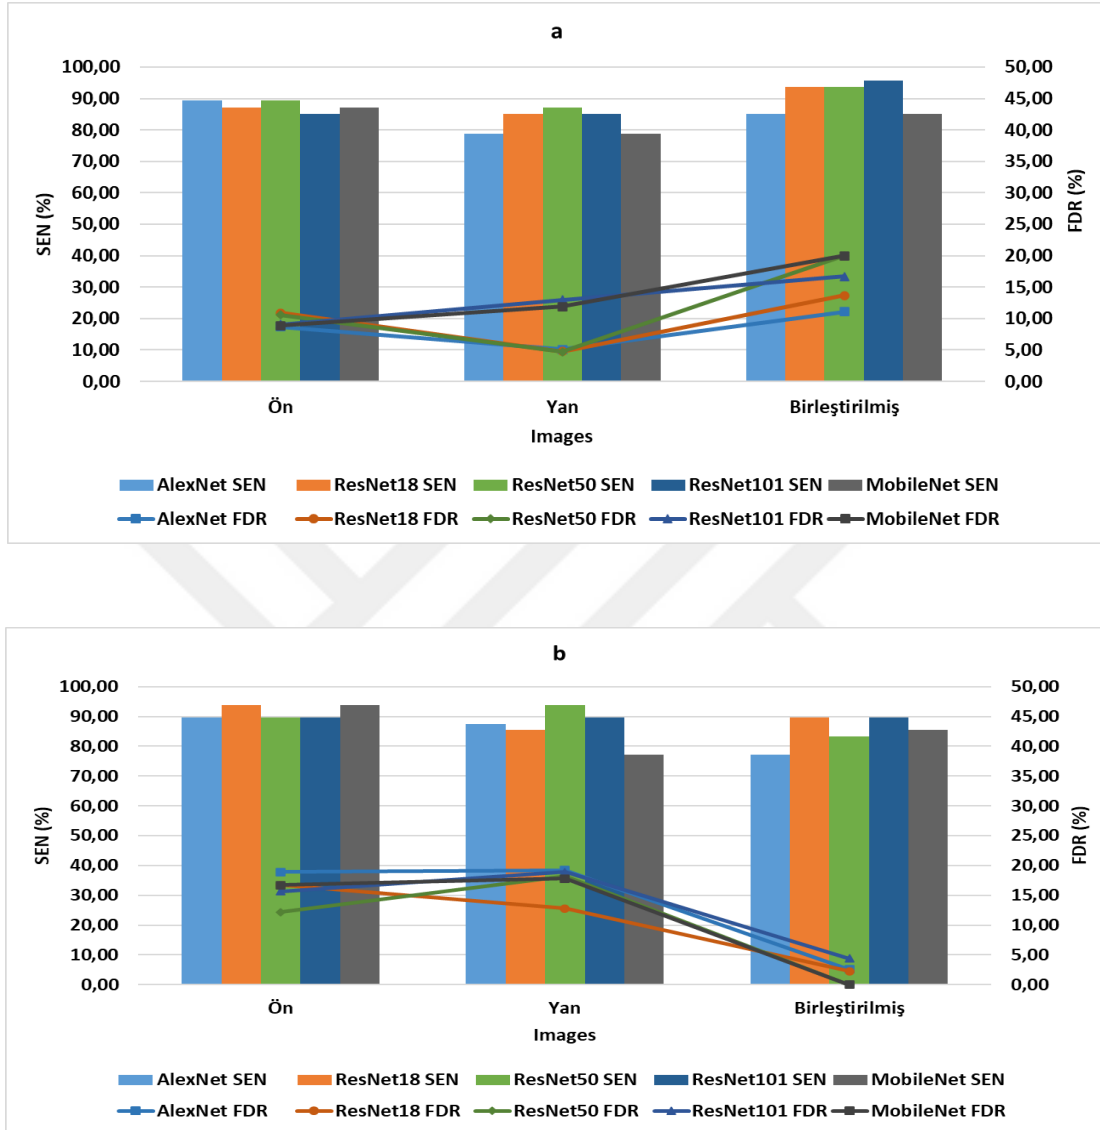 a
100,00 50,00
90,00 45,00
80,00 40,00
70,00 35,00
60,00 30,00
50,00 25,00
40,00 20,00
30,00 15,00
20,00 10,00
10,00 5,00
0,00 0,00
SEN (%)
FDR (%)
Ön Yan Birleştirilmiş
Images
AlexNet SEN ResNet18 SEN ResNet50 SEN ResNet101 SEN MobileNet SEN
AlexNet FDR ResNet18 FDR ResNet50 FDR ResNet101 FDR MobileNet FDR
b
100,00 50,00
90,00 45,00
80,00 40,00
70,00 35,00
60,00 30,00
50,00 25,00
40,00 20,00
30,00 15,00
20,00 10,00
10,00 5,00
0,00 0,00
SEN (%)
FDR (%)
Ön Yan Birleştirilmiş
Images
AlexNet SEN ResNet18 SEN ResNet50 SEN ResNet101 SEN MobileNet SEN
AlexNet FDR ResNet18 FDR ResNet50 FDR ResNet101 FDR MobileNet FDR